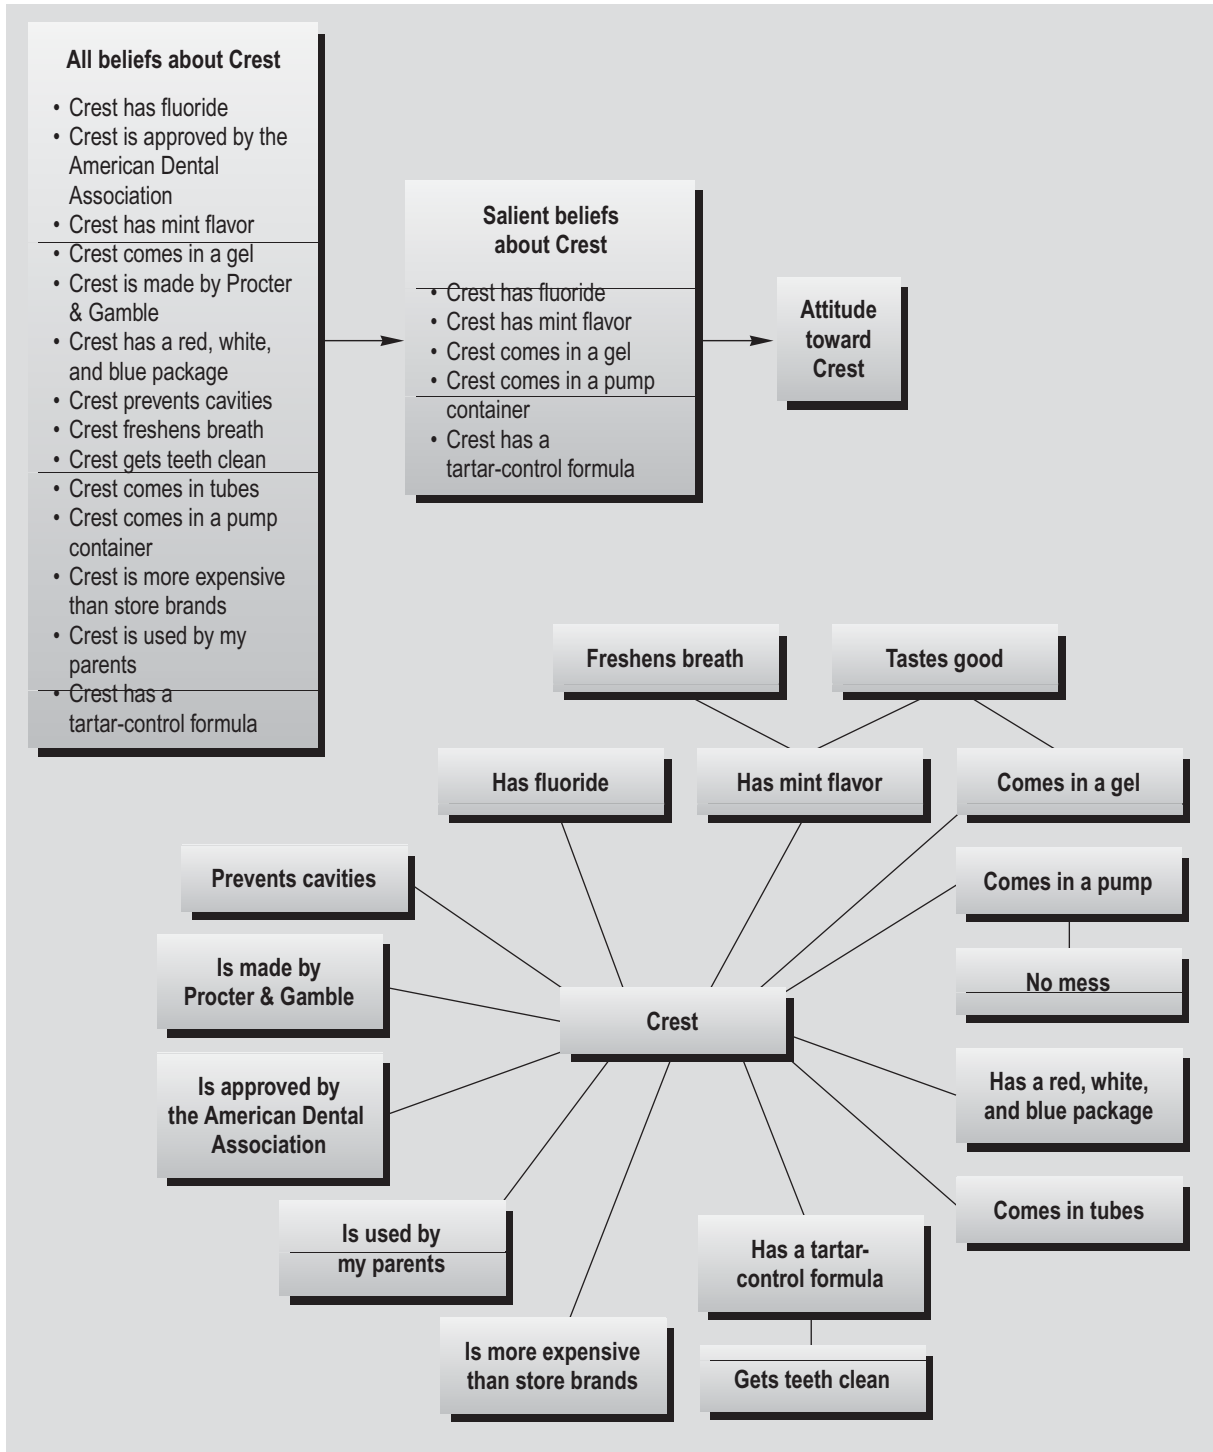 All beliefs about Crest
• Crest has fluoride
• Crest is approved by the
American Dental
Association
• Crest has mint flavor
• Crest comes in a gel
• Crest is made by Procter
& Gamble
• Crest has a red, white,
and blue package
• Crest prevents cavities
• Crest freshens breath
• Crest gets teeth clean
• Crest comes in tubes
• Crest comes in a pump
container
• Crest is more expensive
than store brands
• Crest is used by my
parents
• Crest has a
tartar-control formula
Salient beliefs
about Crest
• Crest has fluoride
• Crest has mint flavor
• Crest comes in a gel
• Crest comes in a pump
container
• Crest has a
tartar-control formula
Attitude
toward
Crest
Freshens breath
Tastes good
Has fluoride
Has mint flavor
Comes in a gel
Prevents cavities
Comes in a pump
Is made by
Procter & Gamble
No mess
Crest
Is approved by
the American Dental
Association
Has a red, white,
and blue package
Is used by
my parents
Comes in tubes
Has a tartar-
control formula
Is more expensive
than store brands
Gets teeth clean